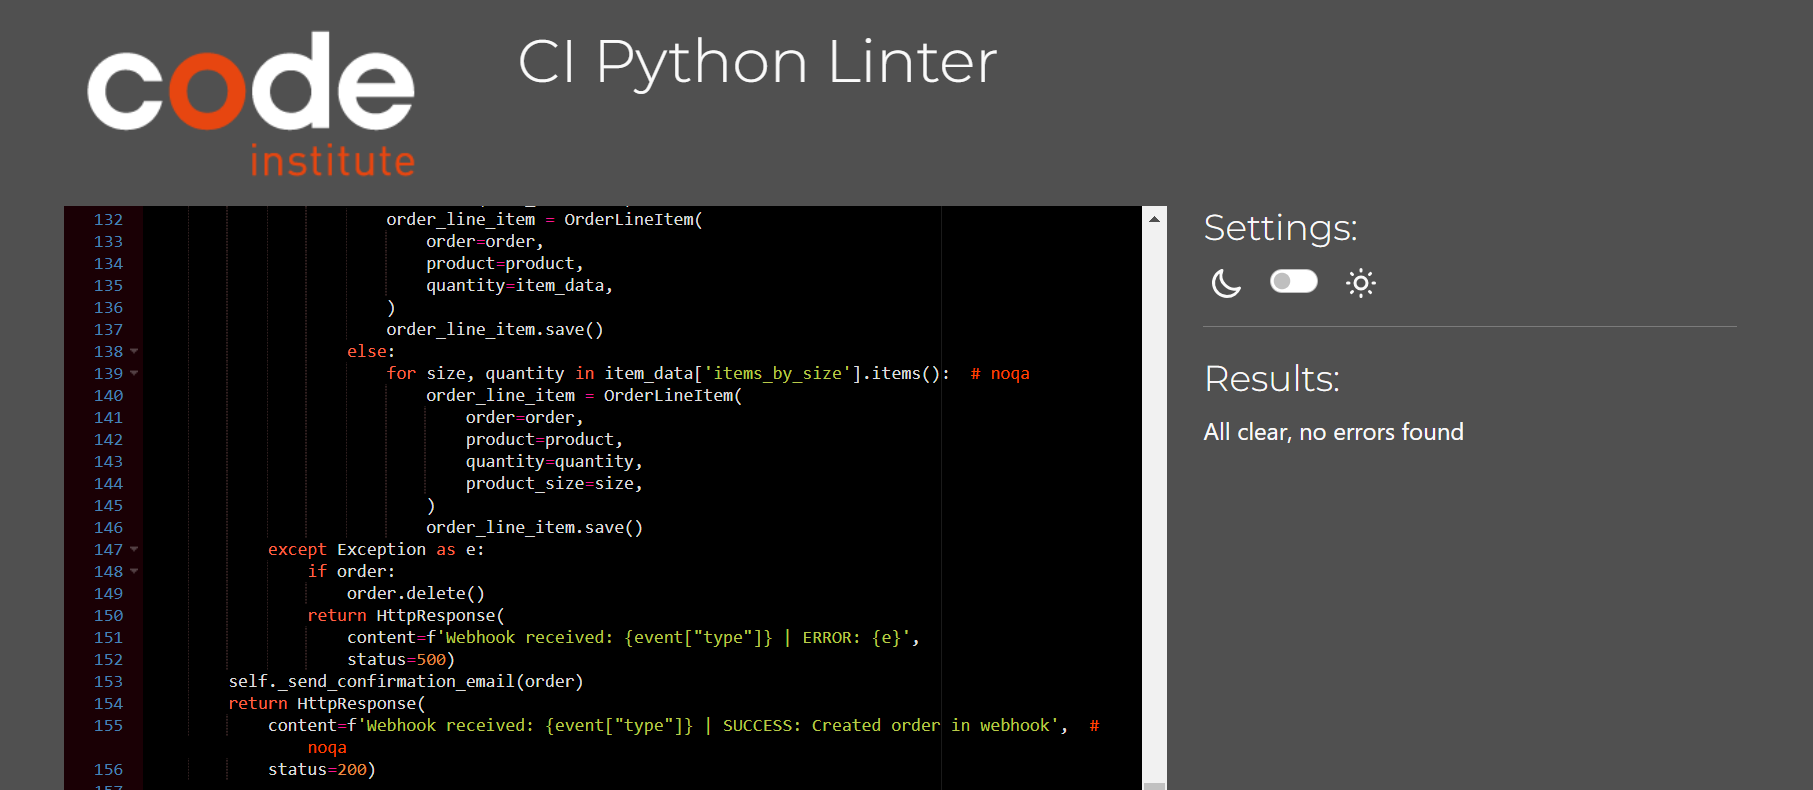 code
institute
CI Python Linter
132 order_line_item = OrderLineItem(
133 order=order,
134 product=product,
135 quantity=item_data,
136 )
137 order_line_item.save()
138 else:
139 for size, quantity in item_data['items_by_size'].items():  # noqa
140 order_line_item = OrderLineItem(
141 order=order,
142 product=product,
143 quantity=quantity,
144 product_size=size,
145 )
146 order_line_item.save()
147 except Exception as e:
148 if order:
149 order.delete()
150 return HttpResponse(
151 content=f'Webhook received: {event["type"]} | ERROR: {e}',
152 status=500)
153 self._send_confirmation_email(order)
154 return HttpResponse(
155 content=f'Webhook received: {event["type"]} | SUCCESS: Created order in webhook',  #
noqa
156 status=200)
Settings:
Results:
All clear, no errors found